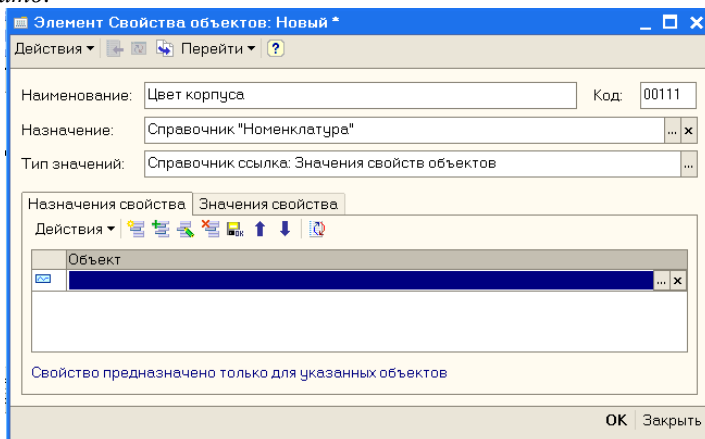 Элемент Свойства объектов: Новый *
Действия Перейти ?
Наименование: Цвет корпуса Код: 00111
Назначение: Справочник "Номенклатура" ... x
Тип значений: Справочник ссылка: Значения свойств объектов ...
Назначения свойства Значения свойства
Действия
Объект
... x
Свойство предназначено только для указанных объектов
OK Закрыть